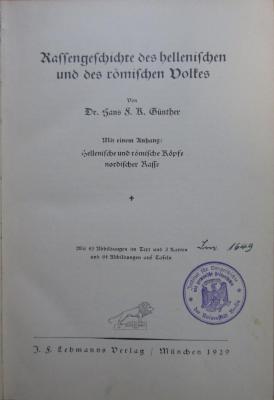 Rassengeschichte des hellenischen
und des römischen Volkes
Von
Dr. Hans F. K. Günther
Mit einem Anhang:
Hellenische und römische Köpfe
nordischer Rasse
Mit 83 Abbildungen im Text und 3 Karten
und 64 Abbildungen auf Tafeln
1649
J. F. Lehmanns Verlag / München 1929